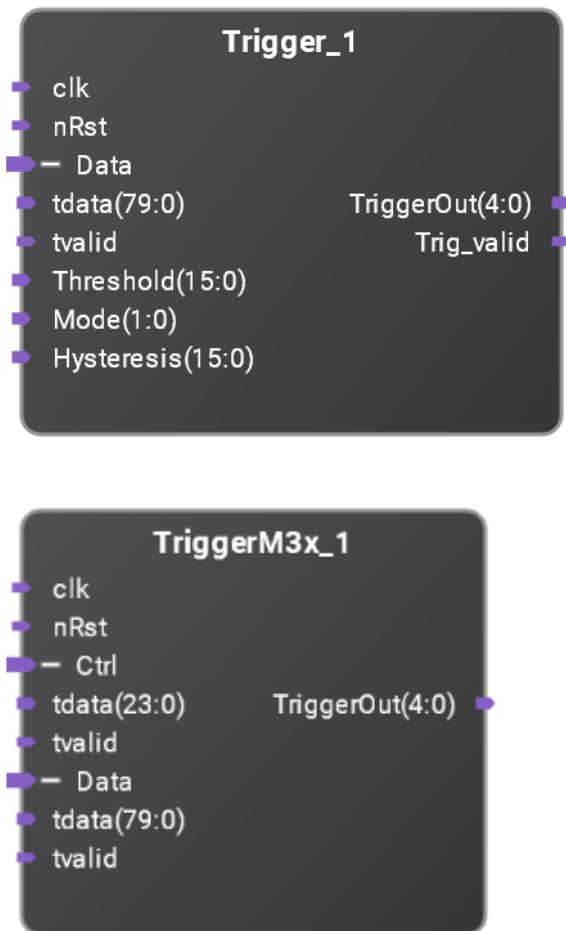 Trigger_1
clk
nRst
Data
tdata(79:0) TriggerOut(4:0)
tvalid Trig_valid
Threshold(15:0)
Mode(1:0)
Hysteresis(15:0)
TriggerM3x_1
clk
nRst
Ctrl
tdata(23:0) TriggerOut(4:0)
tvalid
Data
tdata(79:0)
tvalid